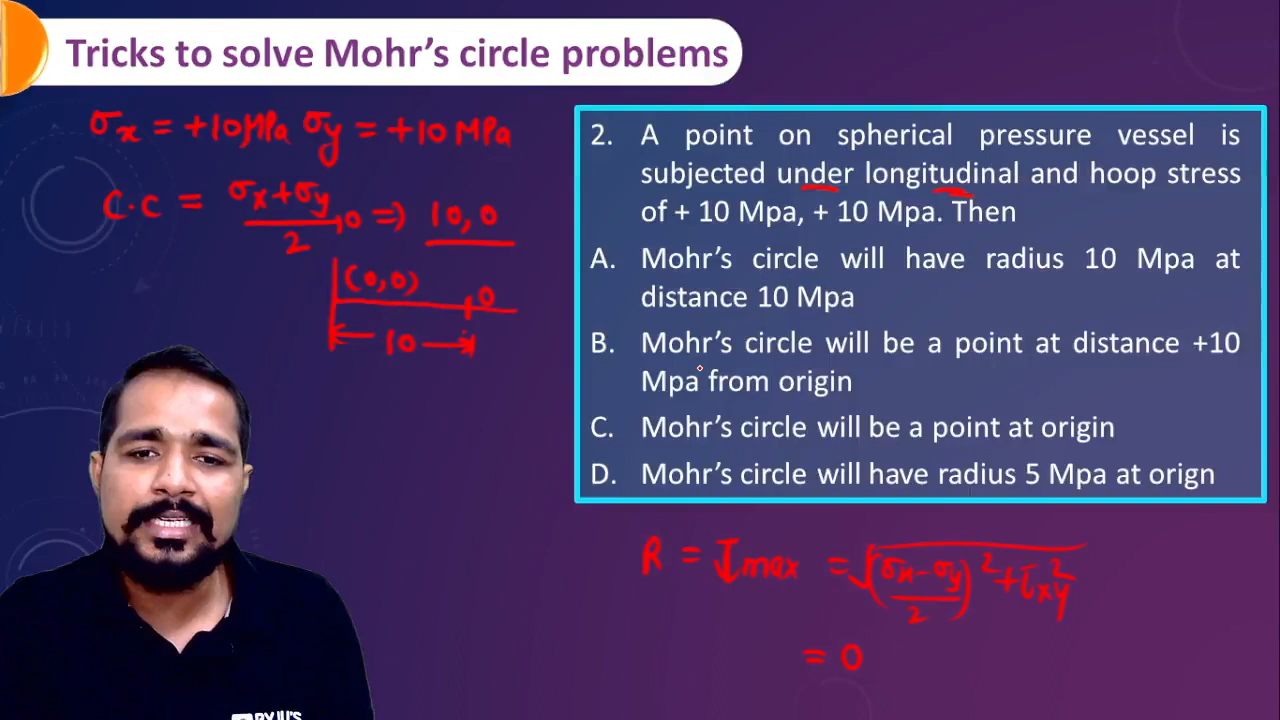 Tricks to solve Mohr's circle problems
σx = +10MPa σy = +10 MPa
C.C = σx+σy / 2 , 0 ⇒ 10, 0
(0,0) 0
10
2. A point on spherical pressure vessel is
subjected under longitudinal and hoop stress
of + 10 Mpa, + 10 Mpa. Then
A. Mohr's circle will have radius 10 Mpa at
distance 10 Mpa
B. Mohr's circle will be a point at distance +10
Mpa from origin
C. Mohr's circle will be a point at origin
D. Mohr's circle will have radius 5 Mpa at orign
R = τmax = √(σx-σy / 2)² + τxy²
= 0
BYJU'S